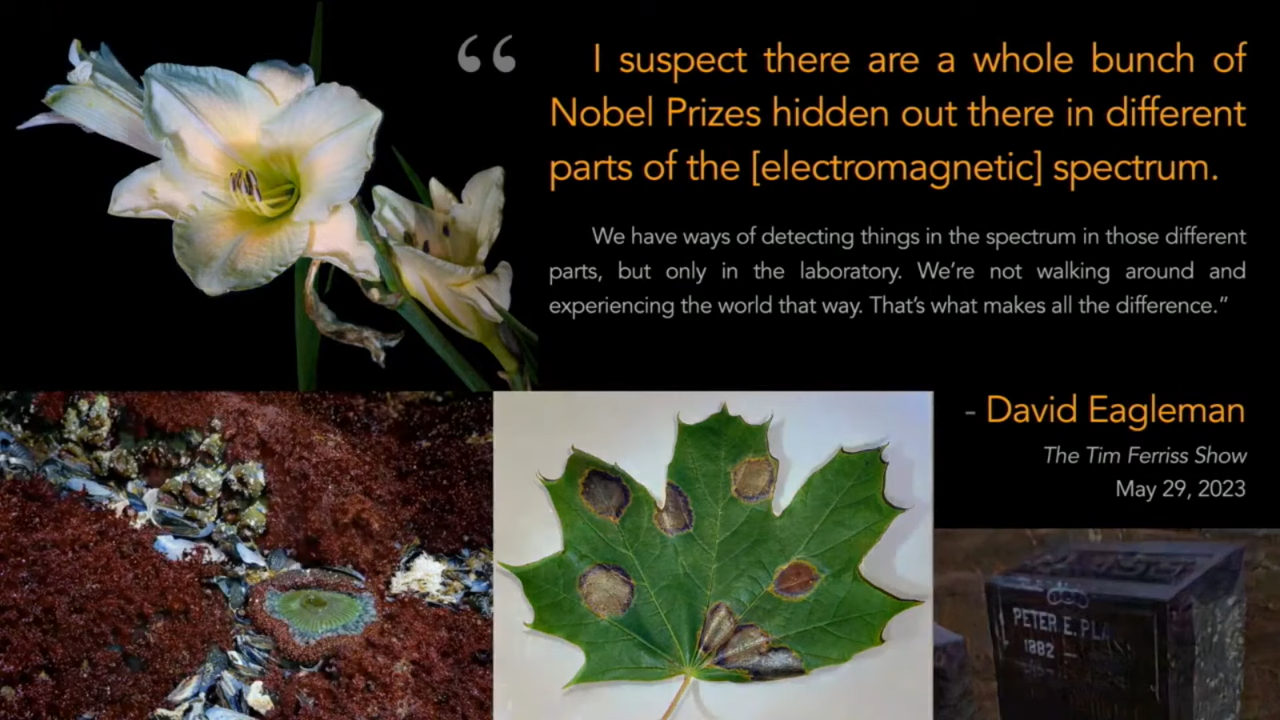 “ I suspect there are a whole bunch of
Nobel Prizes hidden out there in different
parts of the [electromagnetic] spectrum.
We have ways of detecting things in the spectrum in those different
parts, but only in the laboratory. We’re not walking around and
experiencing the world that way. That’s what makes all the difference.”
- David Eagleman
The Tim Ferriss Show
May 29, 2023
PETER E. PLA
1882 –